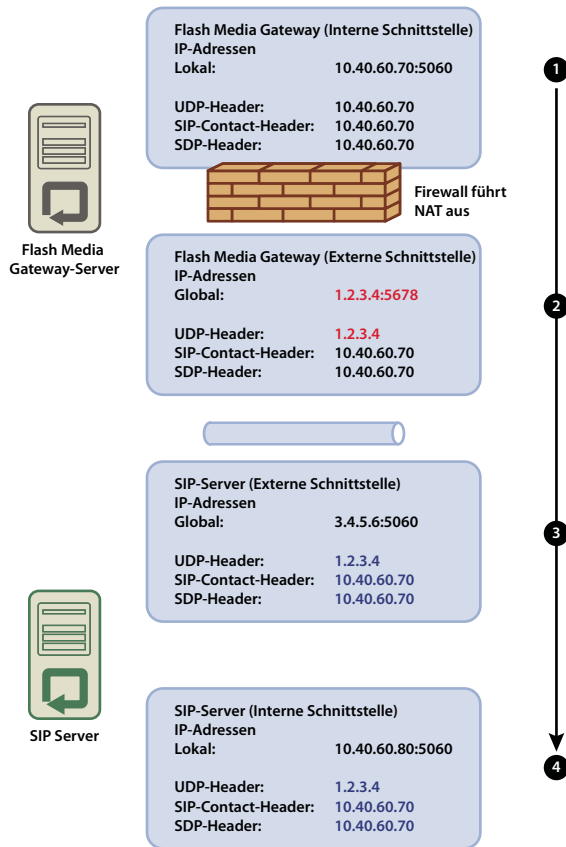 Flash Media Gateway (Interne Schnittstelle)
IP-Adressen
Lokal: 10.40.60.70:5060
UDP-Header: 10.40.60.70
SIP-Contact-Header: 10.40.60.70
SDP-Header: 10.40.60.70
1
Firewall führt
NAT aus
Flash Media
Gateway-Server
Flash Media Gateway (Externe Schnittstelle)
IP-Adressen
Global: 1.2.3.4:5678
UDP-Header: 1.2.3.4
SIP-Contact-Header: 10.40.60.70
SDP-Header: 10.40.60.70
2
SIP-Server (Externe Schnittstelle)
IP-Adressen
Global: 3.4.5.6:5060
UDP-Header: 1.2.3.4
SIP-Contact-Header: 10.40.60.70
SDP-Header: 10.40.60.70
3
SIP Server
SIP-Server (Interne Schnittstelle)
IP-Adressen
Lokal: 10.40.60.80:5060
UDP-Header: 1.2.3.4
SIP-Contact-Header: 10.40.60.70
SDP-Header: 10.40.60.70
4